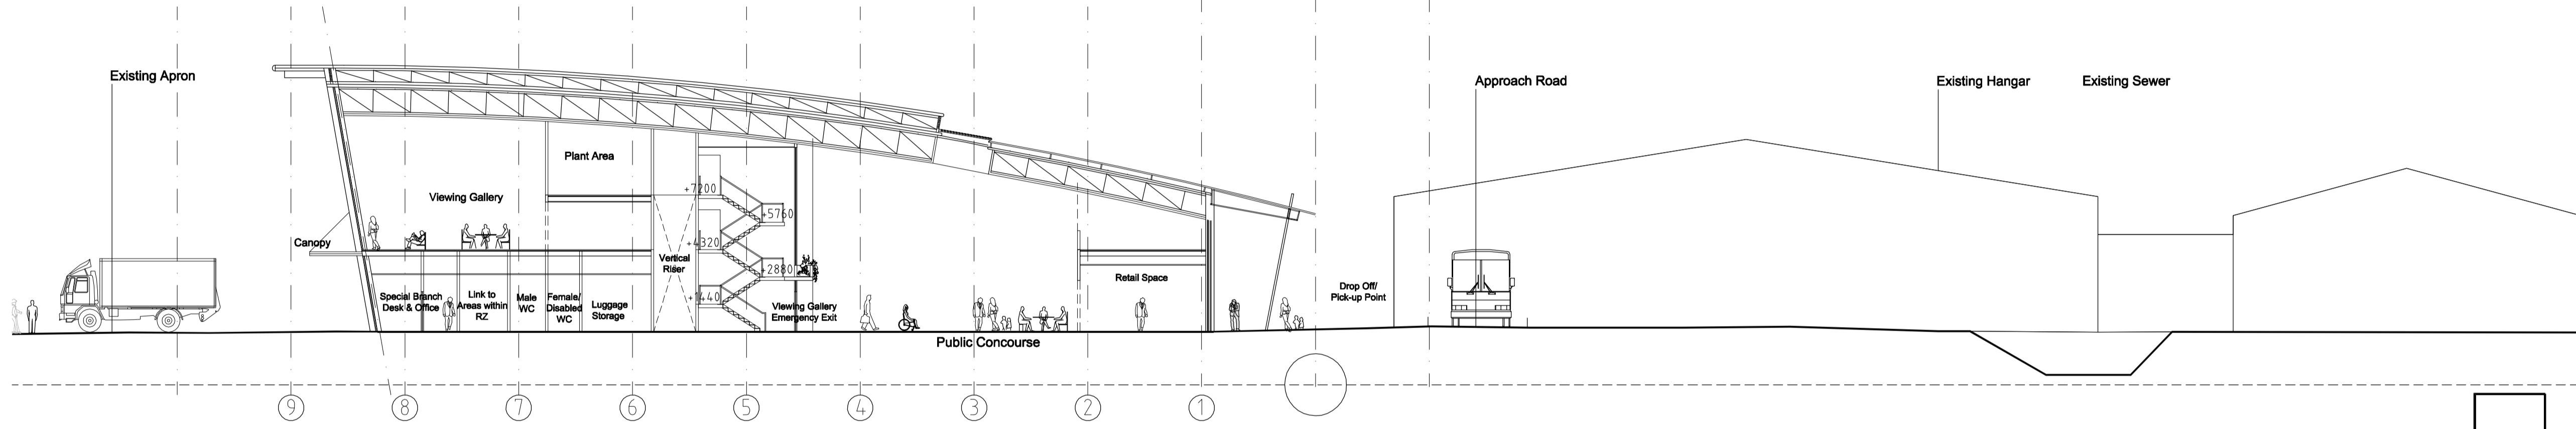 Existing Apron
Approach Road
Existing Hangar
Existing Sewer
Plant Area
Viewing Gallery
+7200
+5760
Canopy
+4320
Vertical
Riser
+2880
Retail Space
Drop Off/
Pick-up Point
Special Branch
Desk & Office
Link to
Areas within
RZ
Male
WC
Female/
Disabled
WC
Luggage
Storage
+1440
Viewing Gallery
Emergency Exit
Public Concourse
9
8
7
6
5
4
3
2
1